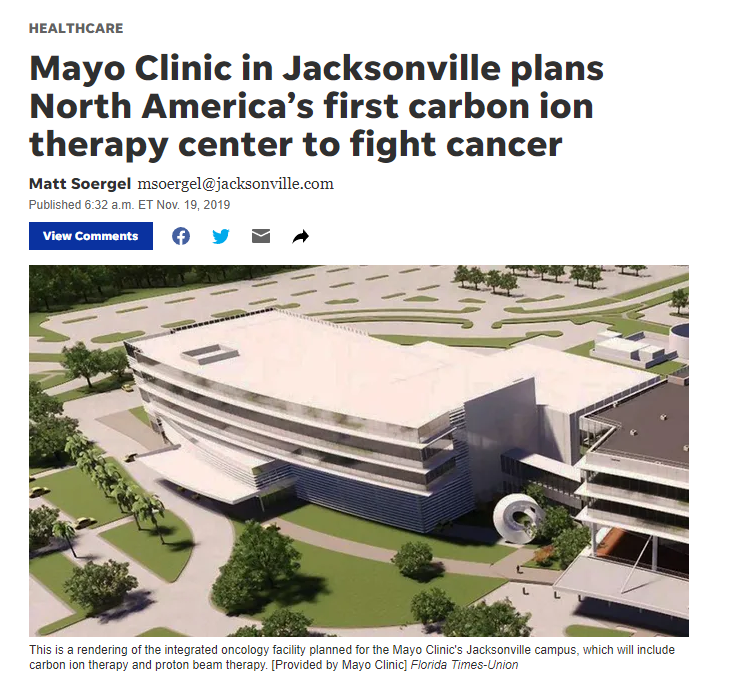 HEALTHCARE
Mayo Clinic in Jacksonville plans
North America’s first carbon ion
therapy center to fight cancer
Matt Soergel msoergel@jacksonville.com
Published 6:32 a.m. ET Nov. 19, 2019
View Comments
This is a rendering of the integrated oncology facility planned for the Mayo Clinic's Jacksonville campus, which will include
carbon ion therapy and proton beam therapy. [Provided by Mayo Clinic] Florida Times-Union